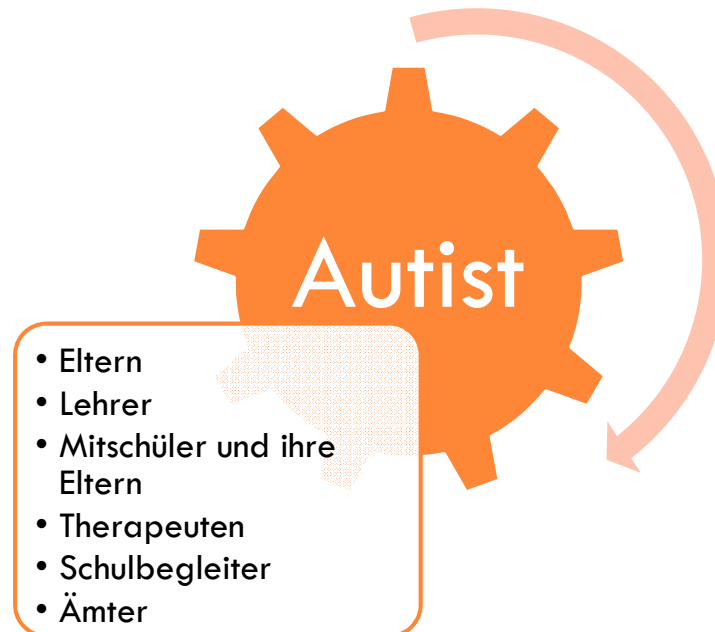 Autist
• Eltern
• Lehrer
• Mitschüler und ihre
Eltern
• Therapeuten
• Schulbegleiter
• Ämter